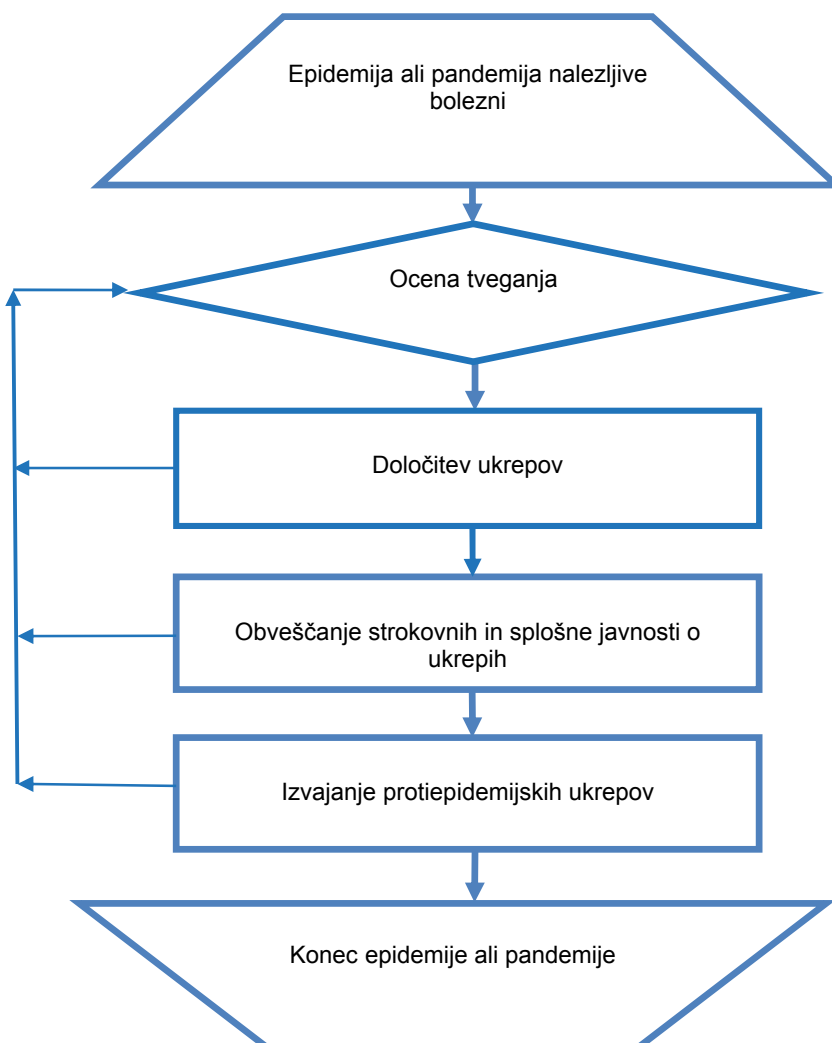 Epidemija ali pandemija nalezljive
bolezni
Ocena tveganja
Določitev ukrepov
Obveščanje strokovnih in splošne javnosti o
ukrepih
Izvajanje protiepidemijskih ukrepov
Konec epidemije ali pandemije